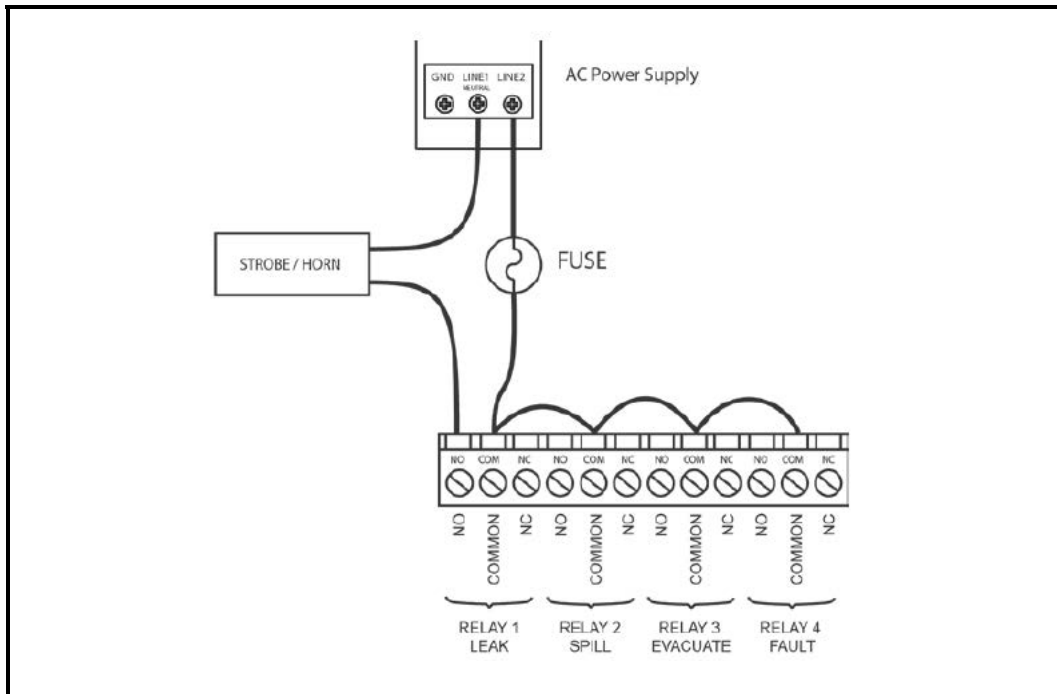 GND LINE1 LINE2
NEUTRAL
AC Power Supply
STROBE / HORN
FUSE
NO COM NC NO COM NC NO COM NC NO COM NC
NO COMMON NC NO COMMON NC NO COMMON NC NO COMMON NC
RELAY 1 RELAY 2 RELAY 3 RELAY 4
LEAK SPILL EVACUATE FAULT